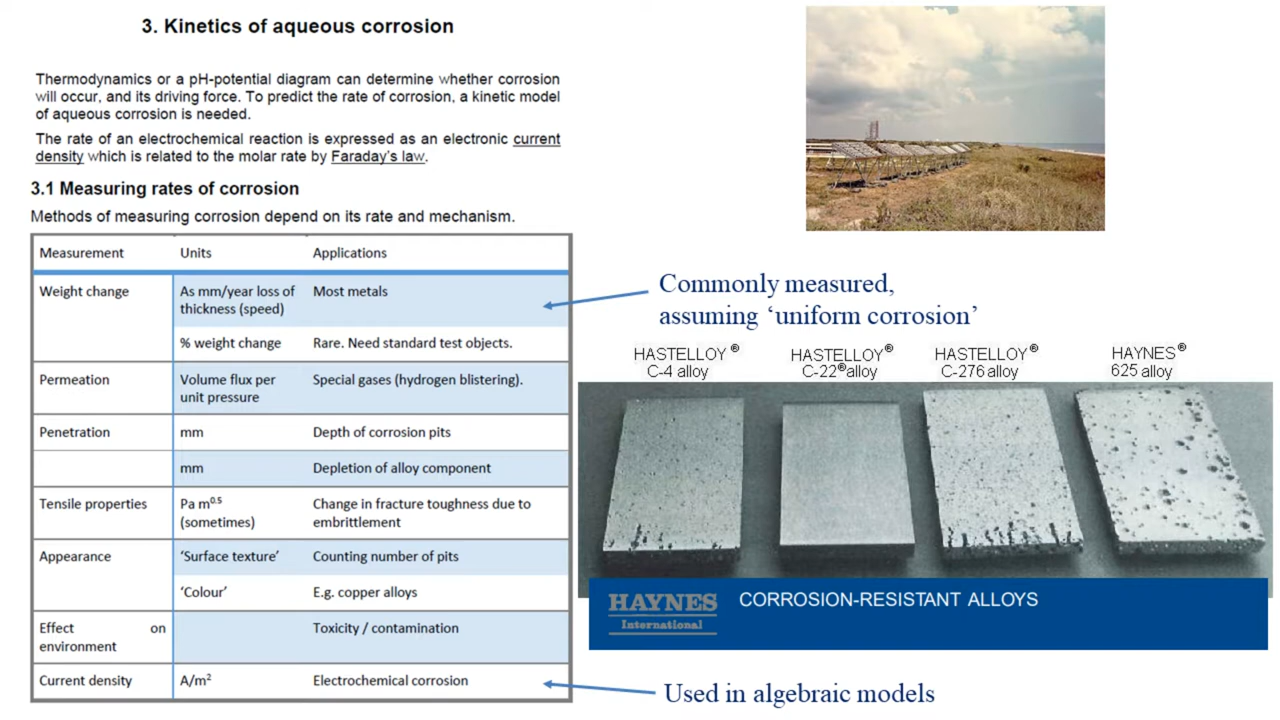 3. Kinetics of aqueous corrosion
Thermodynamics or a pH-potential diagram can determine whether corrosion
will occur, and its driving force. To predict the rate of corrosion, a kinetic model
of aqueous corrosion is needed.
The rate of an electrochemical reaction is expressed as an electronic current
density which is related to the molar rate by Faraday's law.
3.1 Measuring rates of corrosion
Methods of measuring corrosion depend on its rate and mechanism.
Measurement Units Applications
Weight change As mm/year loss of Most metals
thickness (speed)
% weight change Rare. Need standard test objects.
Permeation Volume flux per Special gases (hydrogen blistering).
unit pressure
Penetration mm Depth of corrosion pits
mm Depletion of alloy component
Tensile properties Pa m⁰·⁵ Change in fracture toughness due to
(sometimes) embrittlement
Appearance 'Surface texture' Counting number of pits
'Colour' E.g. copper alloys
Effect on Toxicity / contamination
environment
Current density A/m² Electrochemical corrosion
Commonly measured,
assuming 'uniform corrosion'
HASTELLOY® HASTELLOY® HASTELLOY® HAYNES®
C-4 alloy C-22® alloy C-276 alloy 625 alloy
HAYNES
International
CORROSION-RESISTANT ALLOYS
Used in algebraic models